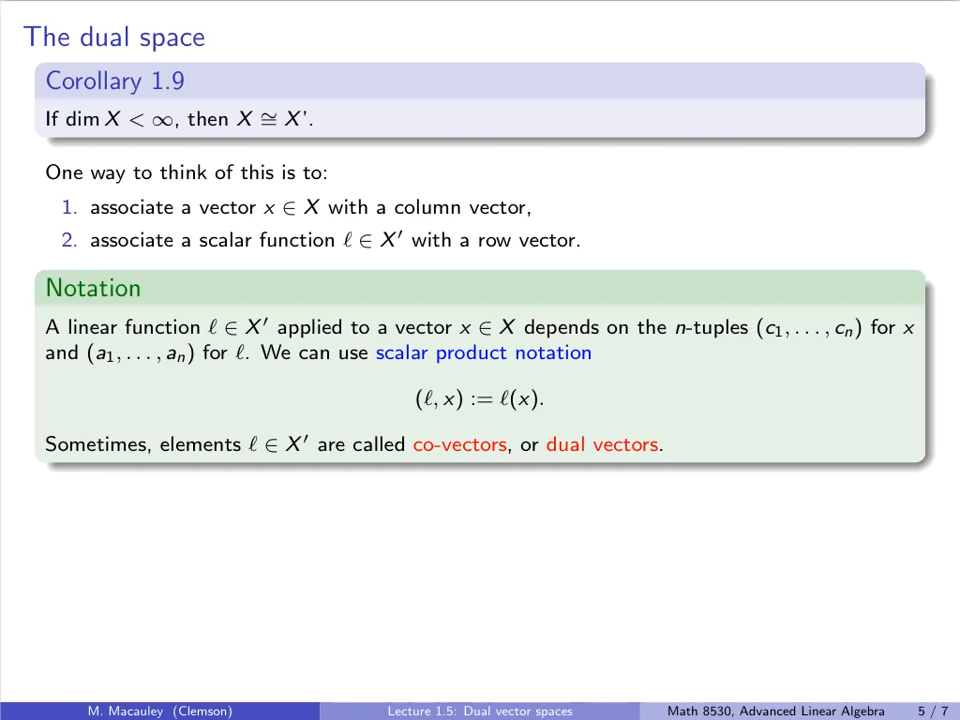 The dual space
Corollary 1.9
If dim X < ∞, then X ≅ X’.
One way to think of this is to:
1. associate a vector x ∈ X with a column vector,
2. associate a scalar function ℓ ∈ X′ with a row vector.
Notation
A linear function ℓ ∈ X′ applied to a vector x ∈ X depends on the n-tuples (c₁, . . . , cₙ) for x
and (a₁, . . . , aₙ) for ℓ. We can use scalar product notation
(ℓ, x) := ℓ(x).
Sometimes, elements ℓ ∈ X′ are called co-vectors, or dual vectors.
M. Macauley (Clemson) Lecture 1.5: Dual vector spaces Math 8530, Advanced Linear Algebra 5 / 7